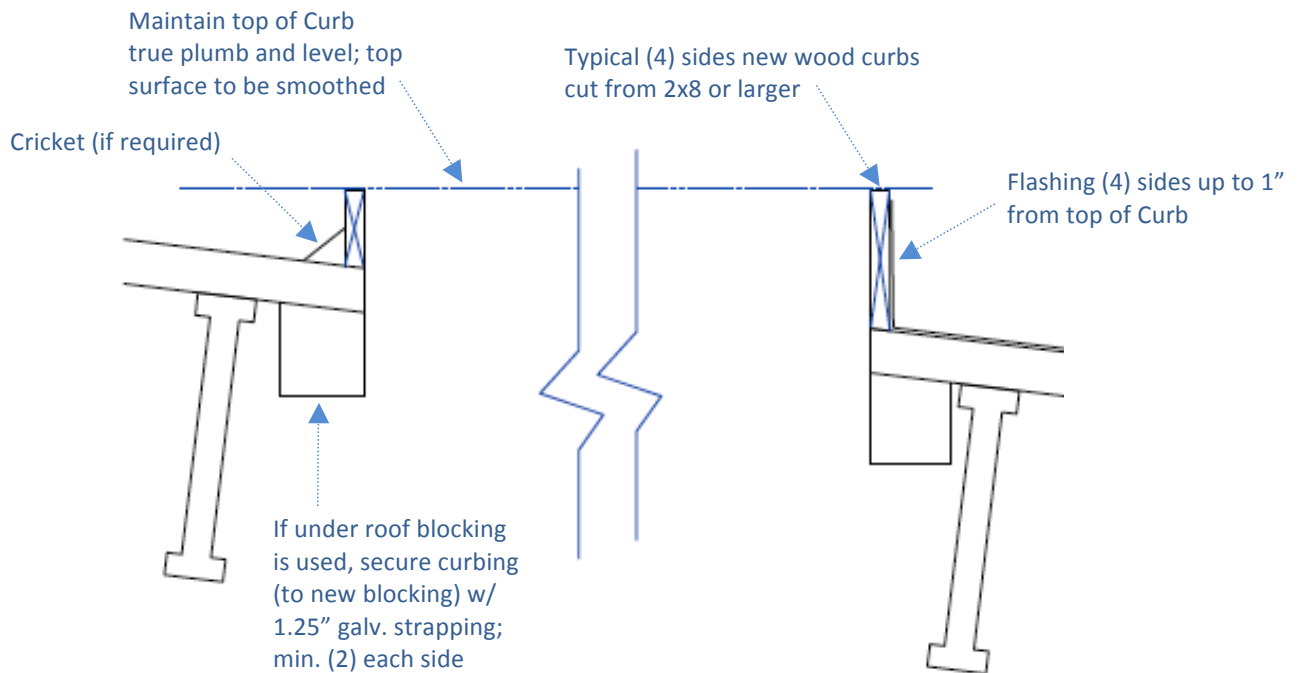 Maintain top of Curb
true plumb and level; top
surface to be smoothed
Typical (4) sides new wood curbs
cut from 2x8 or larger
Cricket (if required)
Flashing (4) sides up to 1”
from top of Curb
If under roof blocking
is used, secure curbing
(to new blocking) w/
1.25” galv. strapping;
min. (2) each side